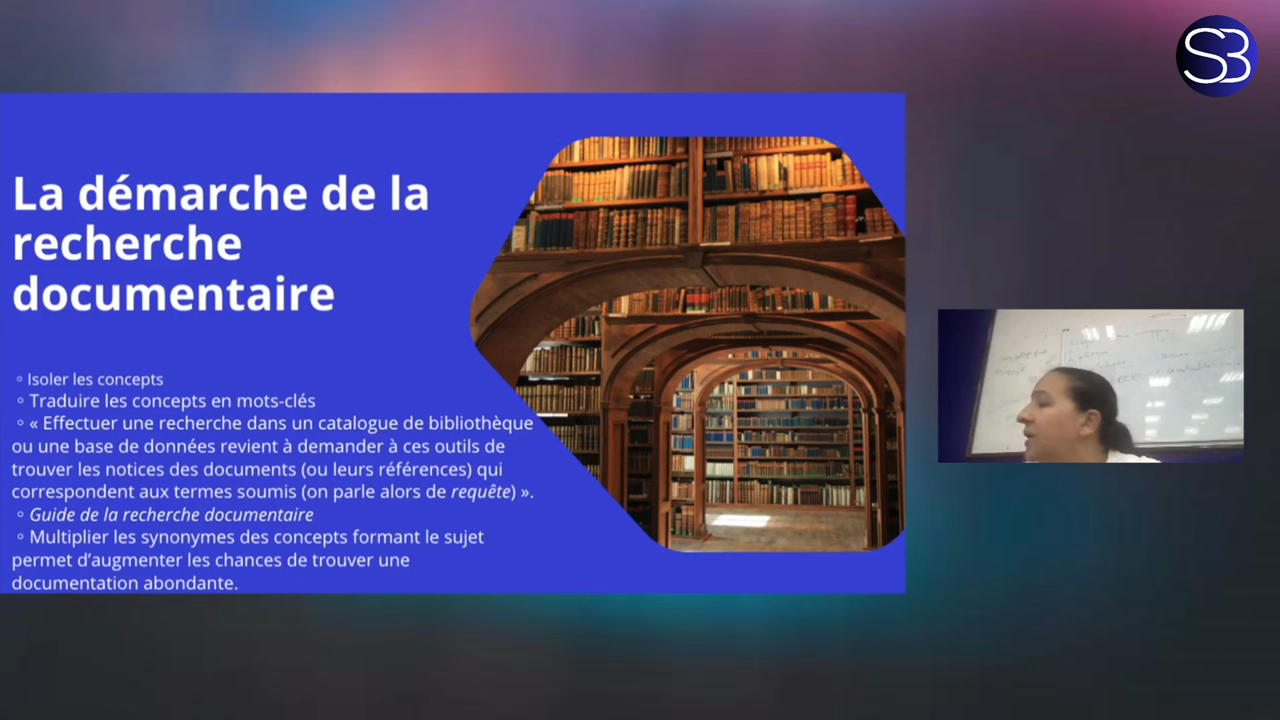 SB
La démarche de la
recherche
documentaire
◦ Isoler les concepts
◦ Traduire les concepts en mots-clés
◦ « Effectuer une recherche dans un catalogue de bibliothèque
ou une base de données revient à demander à ces outils de
trouver les notices des documents (ou leurs références) qui
correspondent aux termes soumis (on parle alors de requête) ».
◦ Guide de la recherche documentaire
◦ Multiplier les synonymes des concepts formant le sujet
permet d’augmenter les chances de trouver une
documentation abondante.